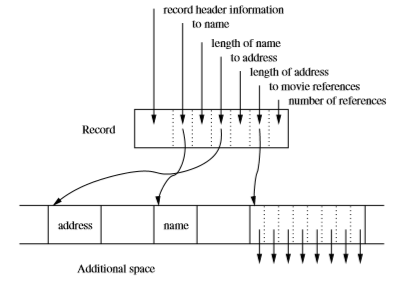 record header information
to name
length of name
to address
length of address
to movie references
number of references
Record
address
name
Additional space